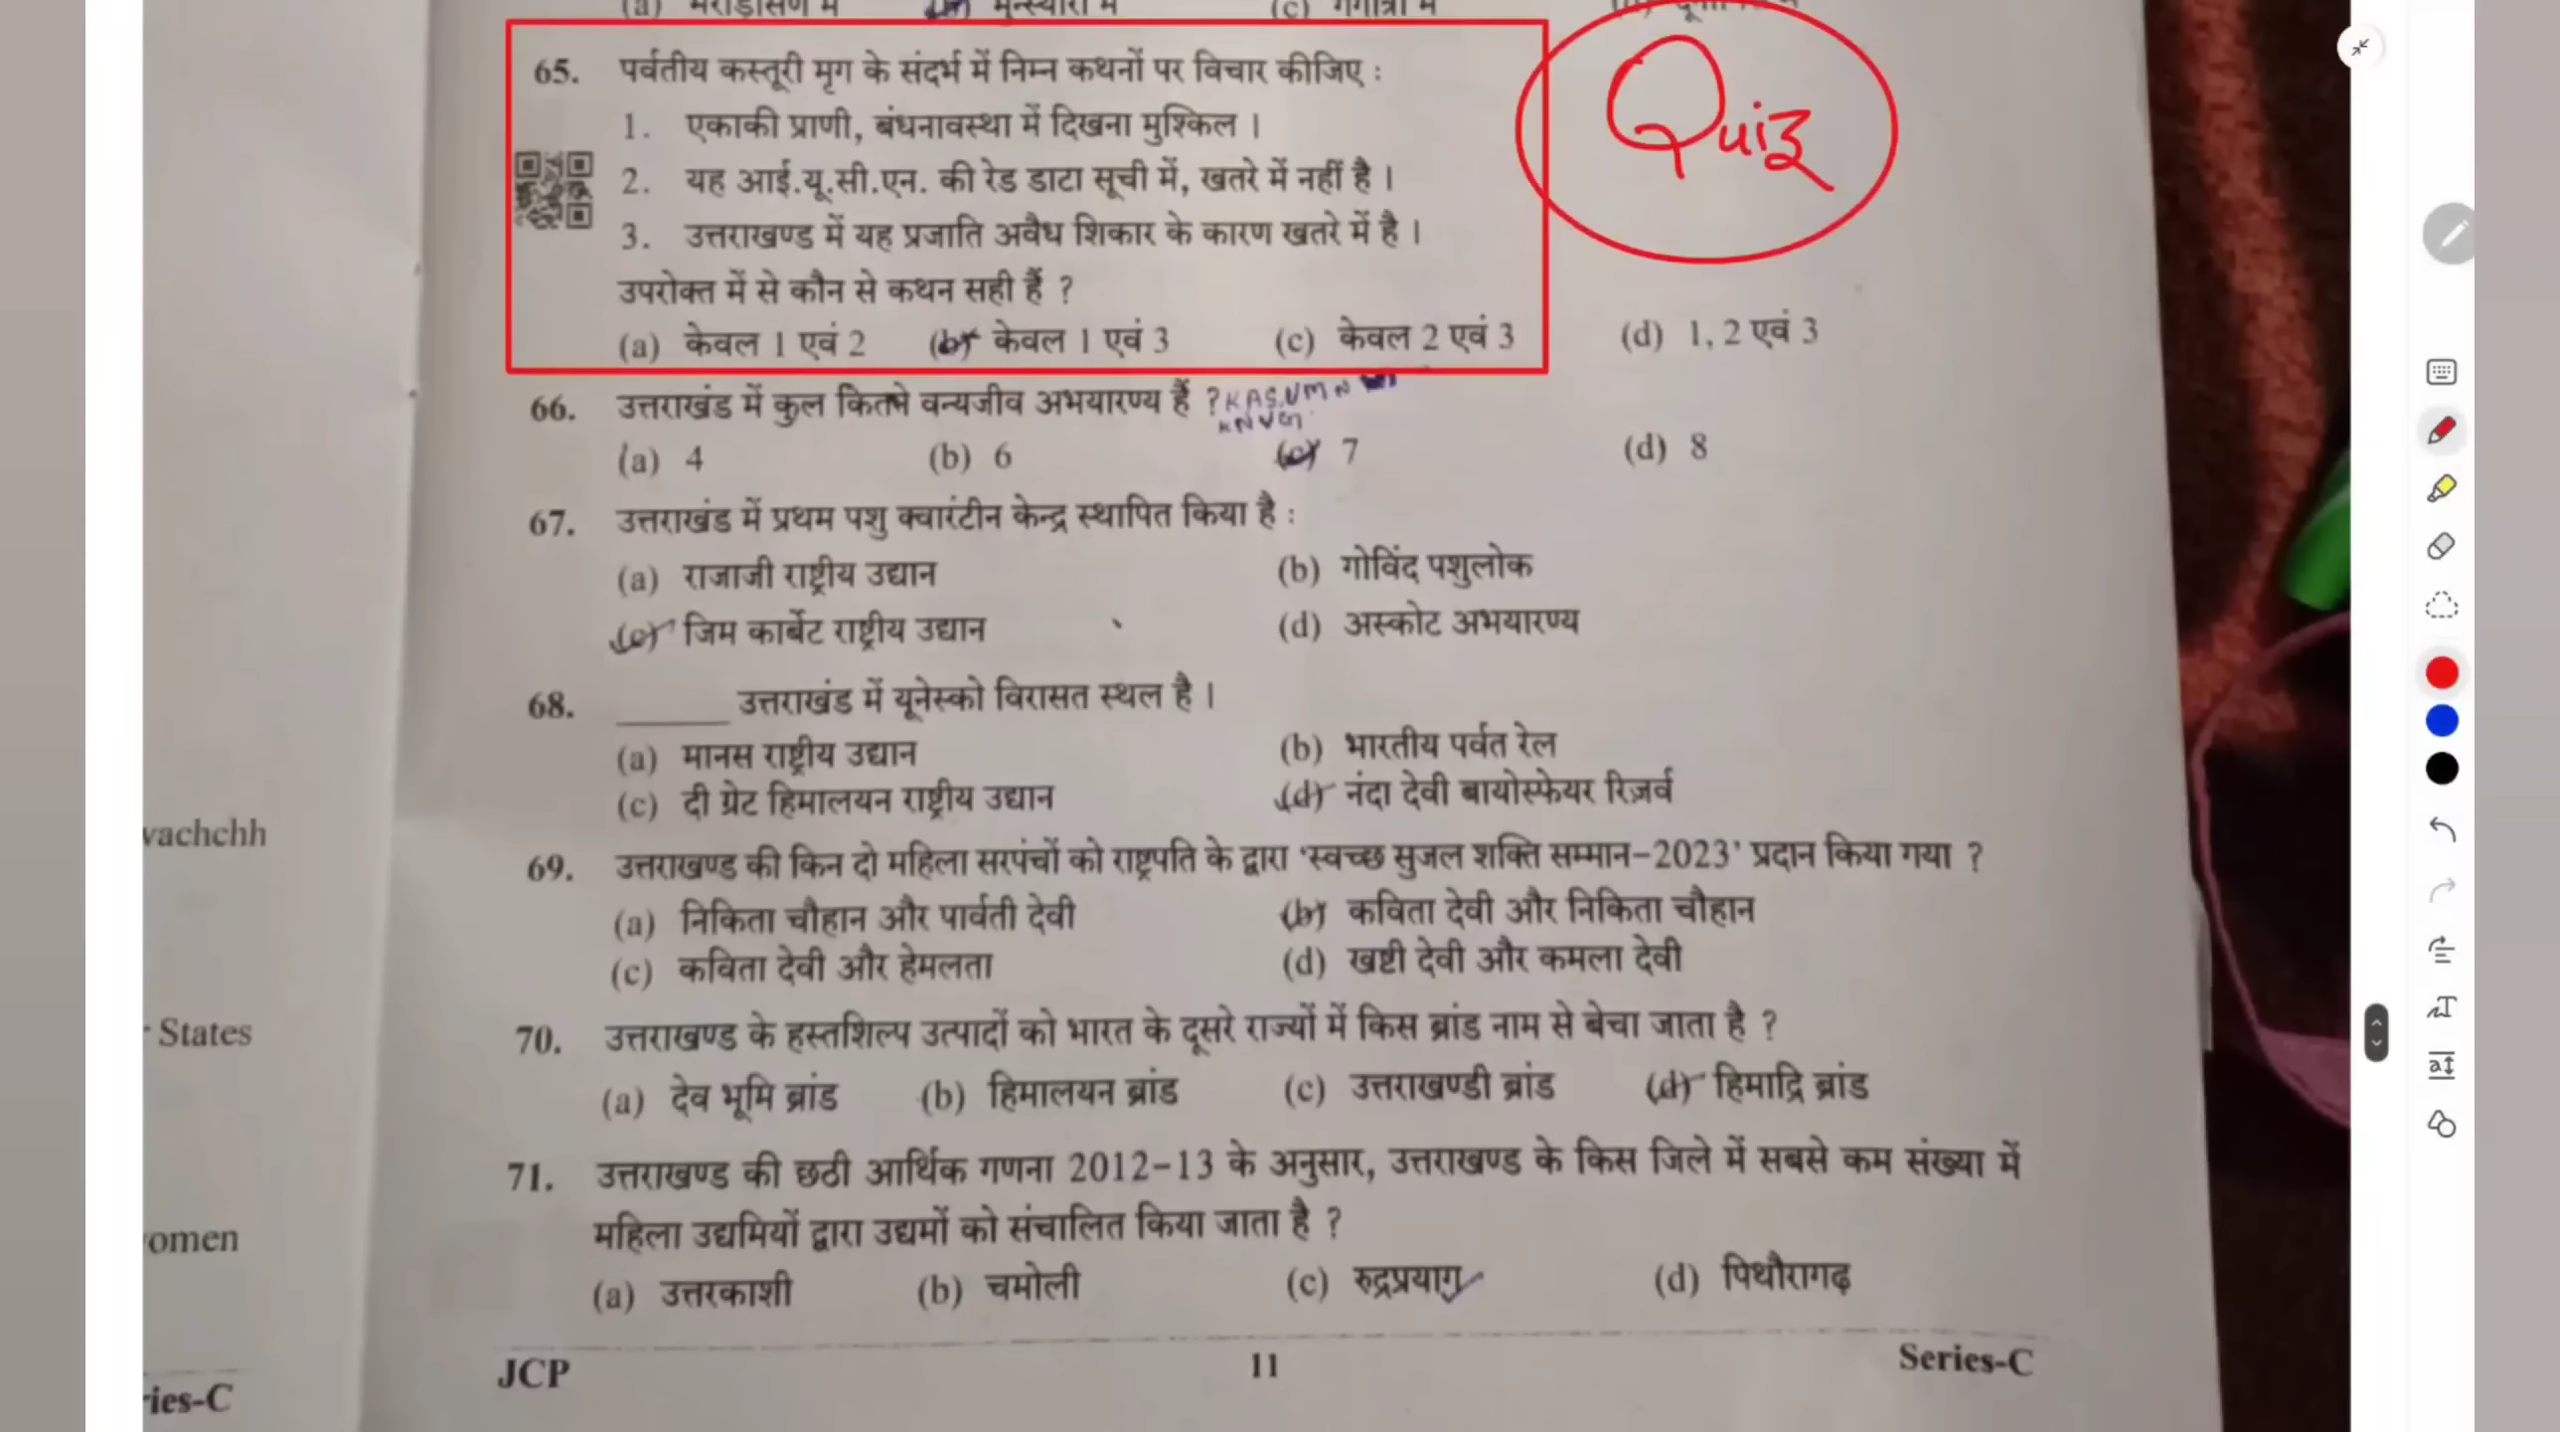 65. पर्वतीय कस्तूरी मृग के संदर्भ में निम्न कथनों पर विचार कीजिए :
Quiz
1. एकाकी प्राणी, बंधनावस्था में दिखना मुश्किल ।
2. यह आई.यू.सी.एन. की रेड डाटा सूची में, खतरे में नहीं है ।
3. उत्तराखण्ड में यह प्रजाति अवैध शिकार के कारण खतरे में है ।
उपरोक्त में से कौन से कथन सही हैं ?
(a) केवल 1 एवं 2 (b) केवल 1 एवं 3 (c) केवल 2 एवं 3 (d) 1, 2 एवं 3
66. उत्तराखंड में कुल कितने वन्यजीव अभयारण्य हैं ?
(a) 4 (b) 6 (c) 7 (d) 8
67. उत्तराखंड में प्रथम पशु क्वारंटीन केन्द्र स्थापित किया है :
(a) राजाजी राष्ट्रीय उद्यान (b) गोविंद पशुलोक
(c) जिम कार्बेट राष्ट्रीय उद्यान (d) अस्कोट अभयारण्य
68. ______ उत्तराखंड में यूनेस्को विरासत स्थल है ।
(a) मानस राष्ट्रीय उद्यान (b) भारतीय पर्वत रेल
(c) दी ग्रेट हिमालयन राष्ट्रीय उद्यान (d) नंदा देवी बायोस्फेयर रिज़र्व
vachchh
69. उत्तराखण्ड की किन दो महिला सरपंचों को राष्ट्रपति के द्वारा 'स्वच्छ सुजल शक्ति सम्मान-2023' प्रदान किया गया ?
(a) निकिता चौहान और पार्वती देवी (b) कविता देवी और निकिता चौहान
(c) कविता देवी और हेमलता (d) खष्टी देवी और कमला देवी
States
70. उत्तराखण्ड के हस्तशिल्प उत्पादों को भारत के दूसरे राज्यों में किस ब्रांड नाम से बेचा जाता है ?
(a) देव भूमि ब्रांड (b) हिमालयन ब्रांड (c) उत्तराखण्डी ब्रांड (d) हिमाद्रि ब्रांड
71. उत्तराखण्ड की छठी आर्थिक गणना 2012-13 के अनुसार, उत्तराखण्ड के किस जिले में सबसे कम संख्या में
महिला उद्यमियों द्वारा उद्यमों को संचालित किया जाता है ?
omen
(a) उत्तरकाशी (b) चमोली (c) रुद्रप्रयाग (d) पिथौरागढ़
JCP 11 Series-C
ries-C